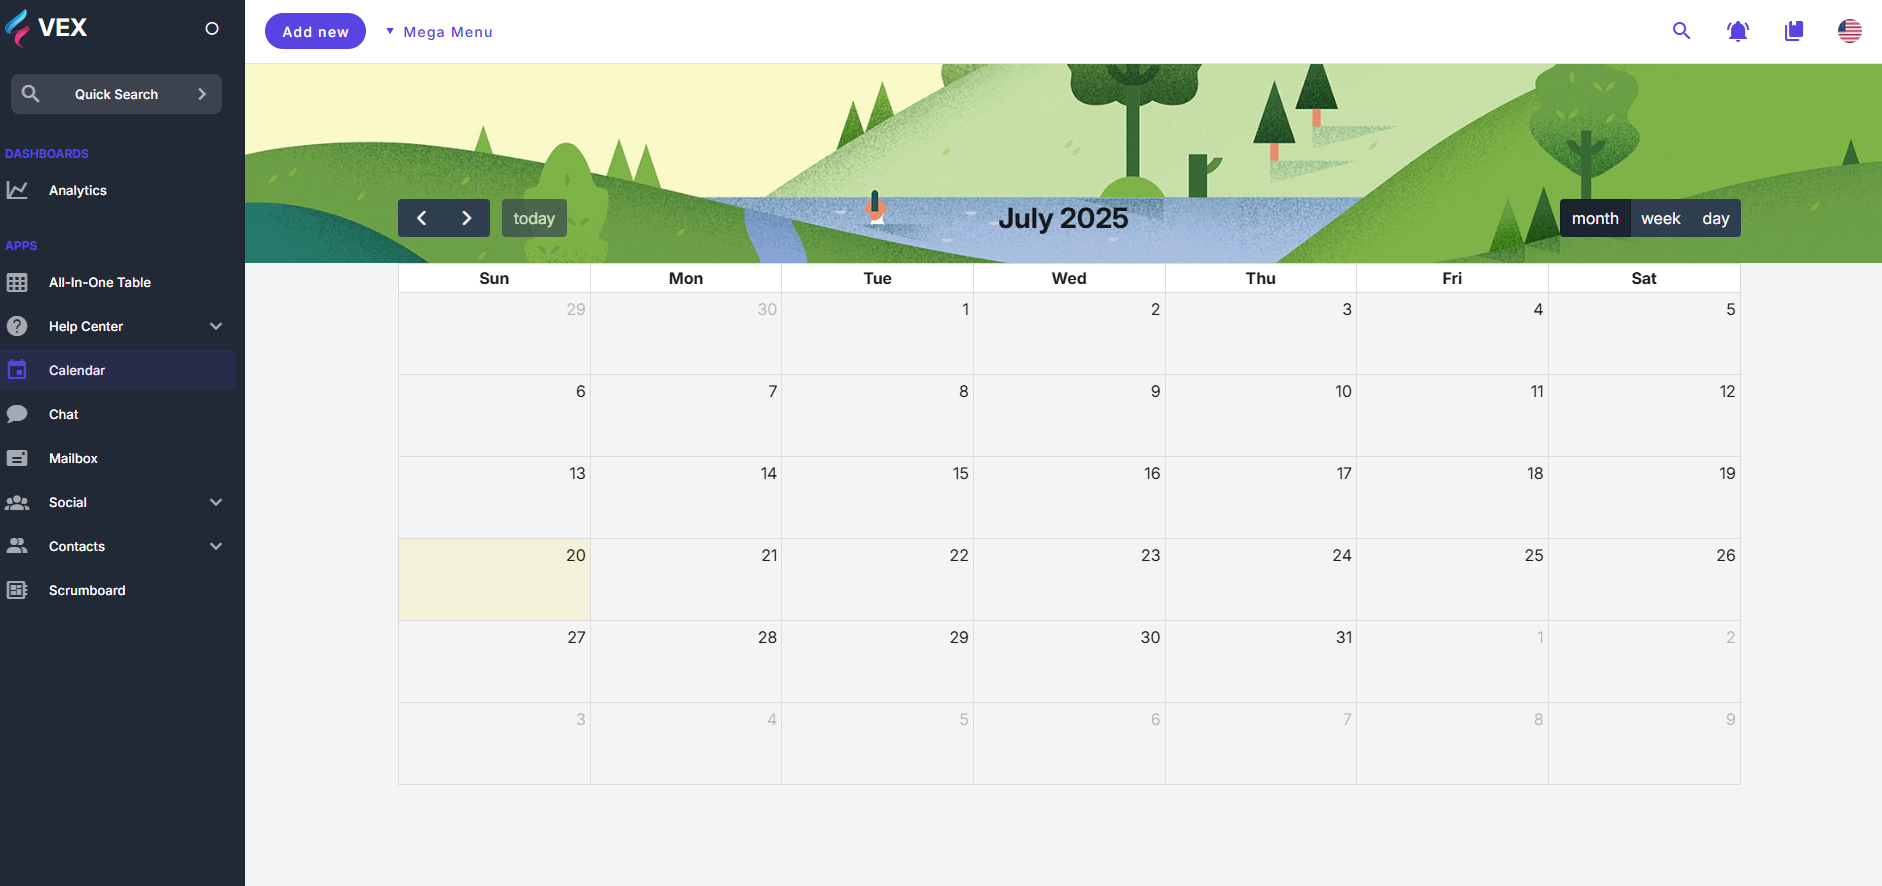 VEX
Add new
Mega Menu
Quick Search
DASHBOARDS
Analytics
APPS
All-In-One Table
Help Center
Calendar
Chat
Mailbox
Social
Contacts
Scrumboard
today
July 2025
month week day
Sun Mon Tue Wed Thu Fri Sat
29 30 1 2 3 4 5
6 7 8 9 10 11 12
13 14 15 16 17 18 19
20 21 22 23 24 25 26
27 28 29 30 31 1 2
3 4 5 6 7 8 9